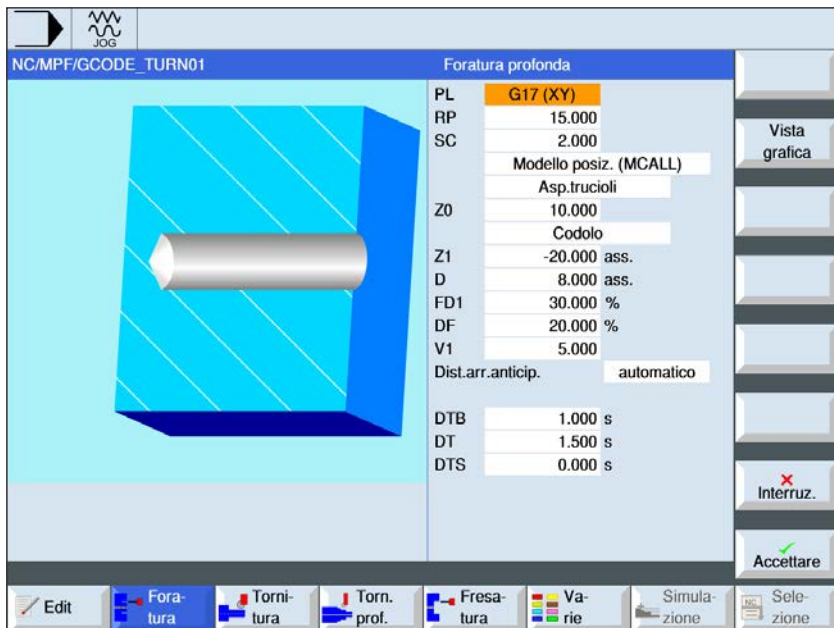 JOG
NC/MPF/GCODE_TURN01
Foratura profonda
PL G17 (XY)
RP 15.000
SC 2.000
Modello posiz. (MCALL)
Asp.trucioli
Z0 10.000
Codolo
Z1 -20.000 ass.
D 8.000 ass.
FD1 30.000 %
DF 20.000 %
V1 5.000
Dist.arr.anticip. automatico
DTB 1.000 s
DT 1.500 s
DTS 0.000 s
Vista
grafica
Interruz.
Accettare
Edit
Fora-
tura
Torni-
tura
Torn.
prof.
Fresa-
tura
Va-
rie
Simula-
zione
NC
Sele-
zione